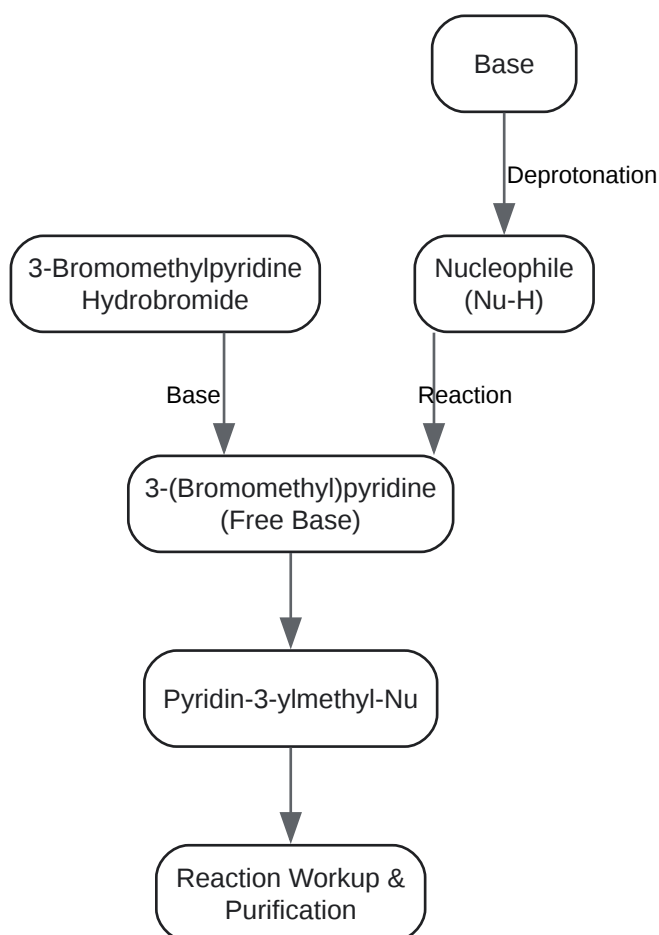 Base
Deprotonation
3-Bromomethylpyridine
Hydrobromide
Nucleophile
(Nu-H)
Base
Reaction
3-(Bromomethyl)pyridine
(Free Base)
Pyridin-3-ylmethyl-Nu
Reaction Workup &
Purification